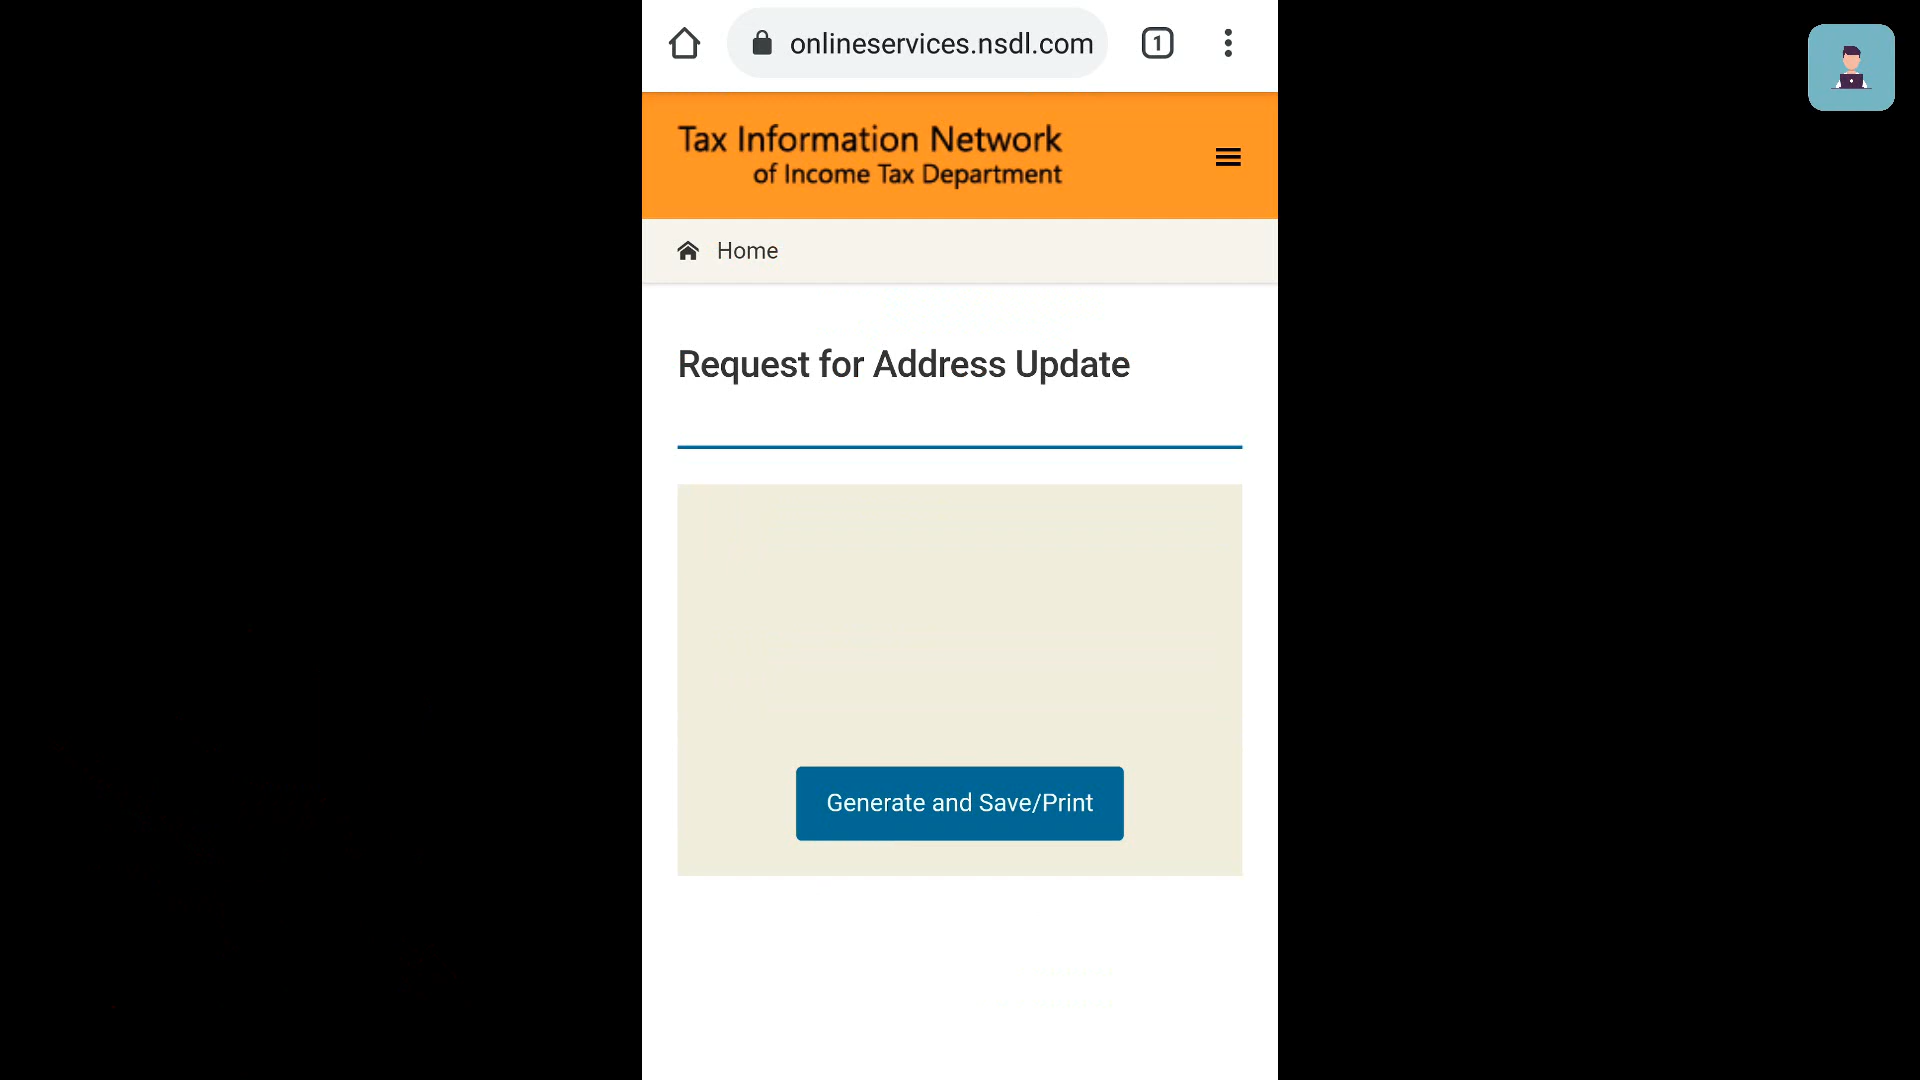 onlineservices.nsdl.com
1
Tax Information Network
of Income Tax Department
Home
Request for Address Update
Generate and Save/Print